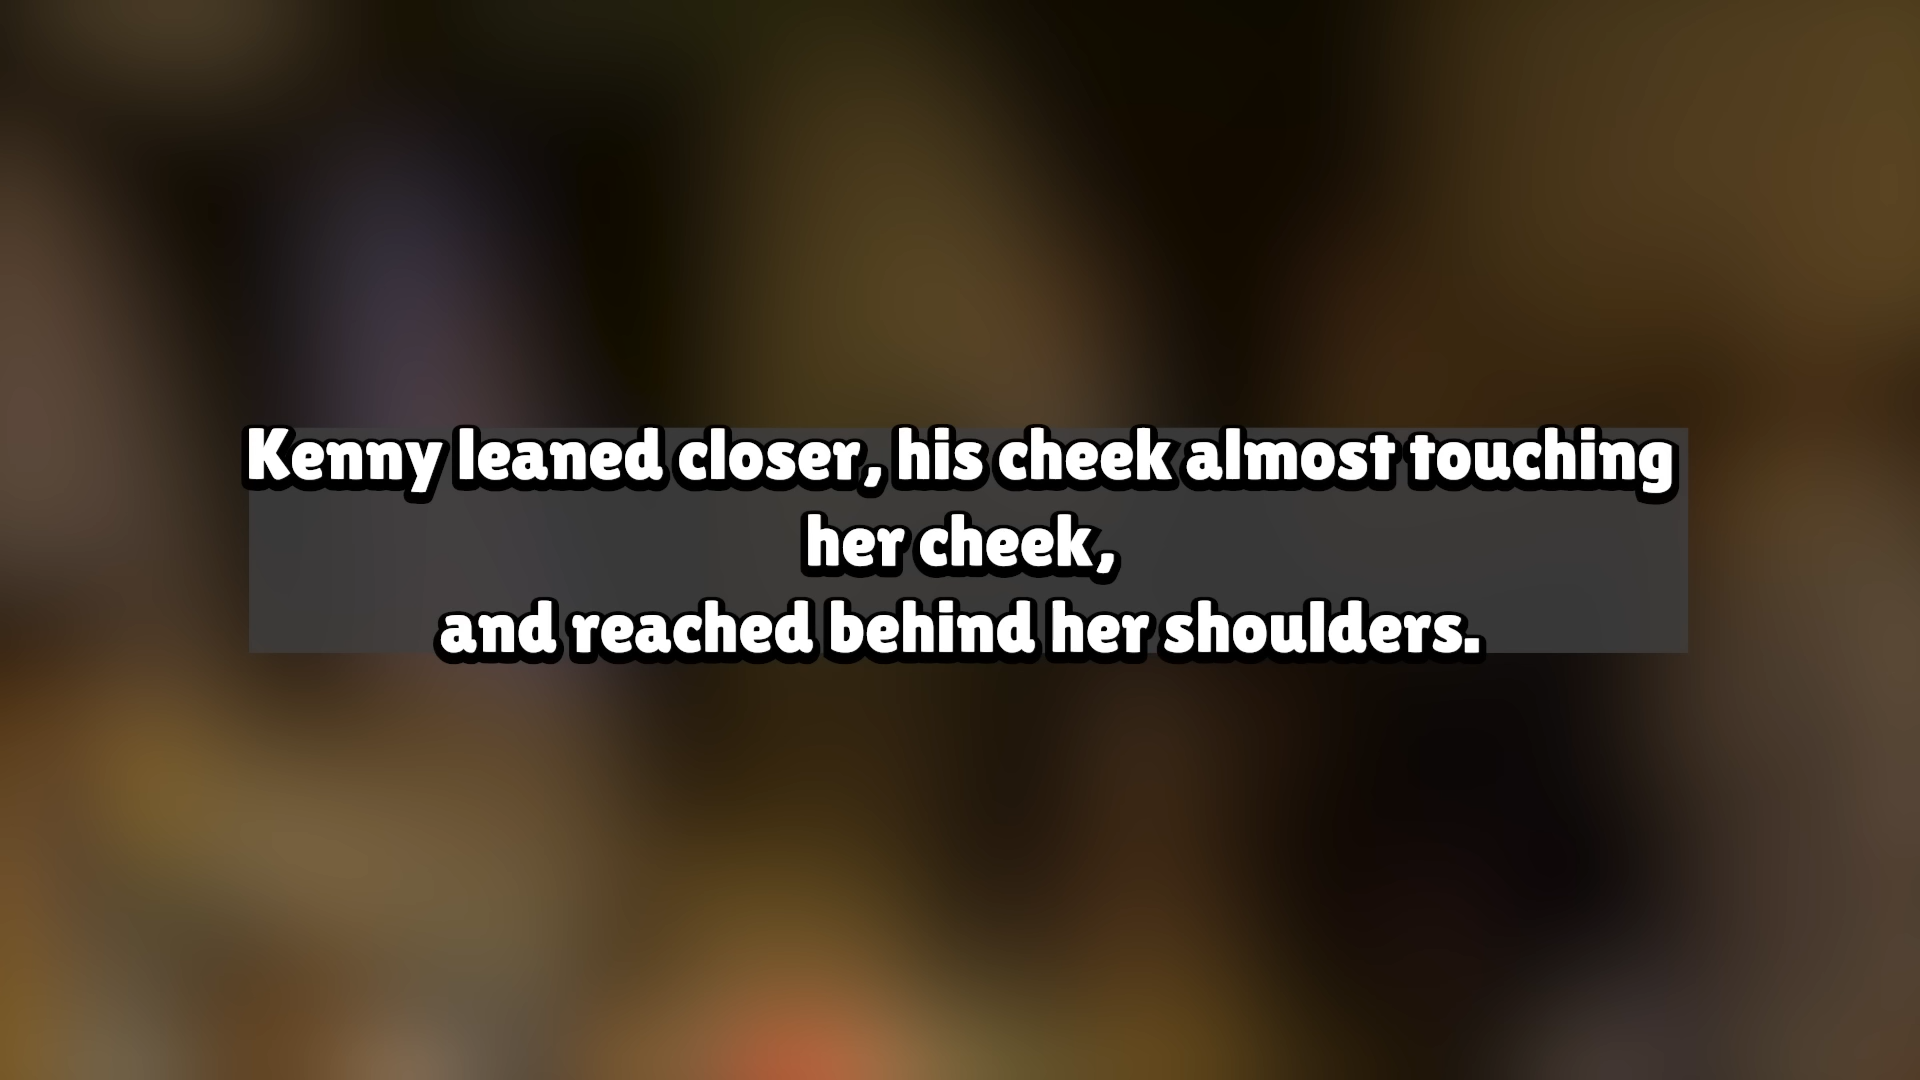 Kenny leaned closer, his cheek almost touching
her cheek,
and reached behind her shoulders.